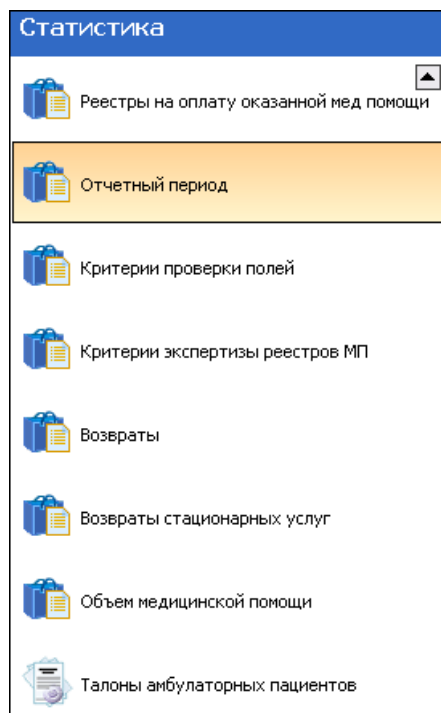 Статистика
Реестры на оплату оказанной мед помощи
Отчетный период
Критерии проверки полей
Критерии экспертизы реестров МП
Возвраты
Возвраты стационарных услуг
Объем медицинской помощи
Талоны амбулаторных пациентов